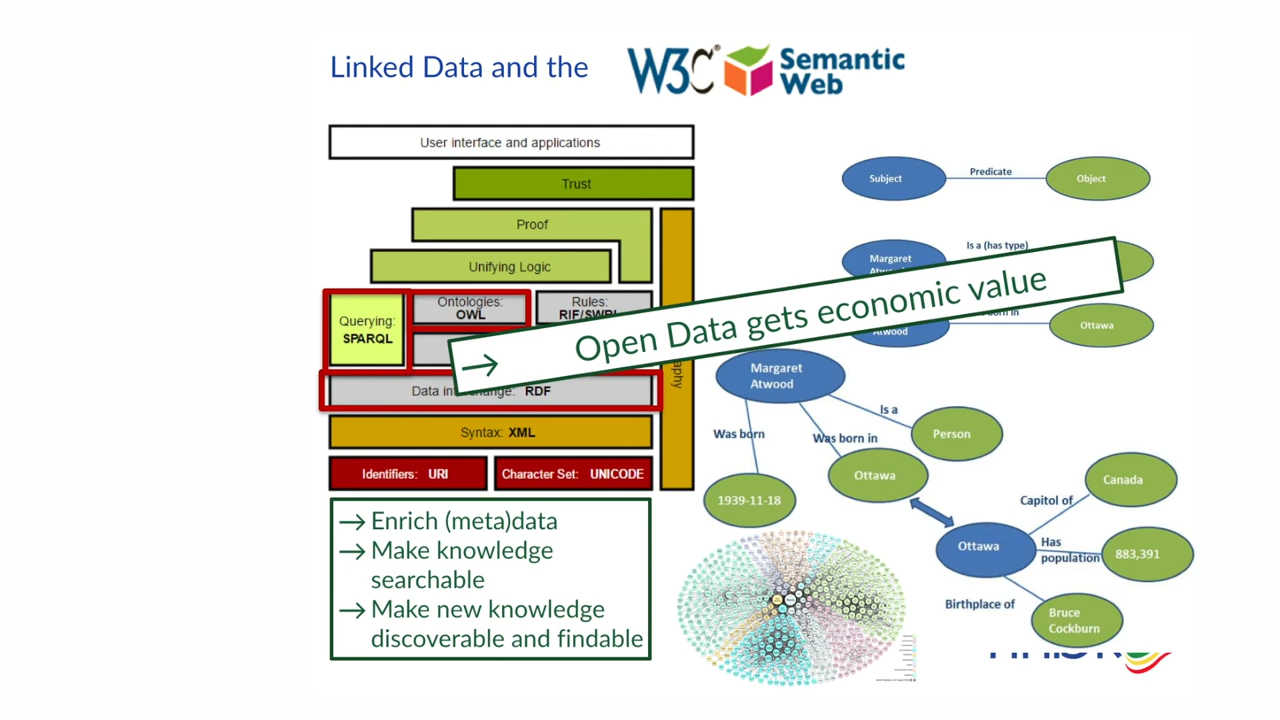 Linked Data and the
W3C® Semantic
Web
User interface and applications
Trust
Proof
Unifying Logic
Querying:
SPARQL
Ontologies:
OWL
Rules:
Data
RDF
Syntax: XML
Identifiers: URI
Character Set: UNICODE
→ Open Data gets economic value
→ Enrich (meta)data
→ Make knowledge
searchable
→ Make new knowledge
discoverable and findable
Subject
Predicate
Object
Margaret
Is a (has type)
Atwood
Ottawa
Margaret
Atwood
Is a
Person
Was born
Was born in
1939-11-18
Ottawa
Ottawa
Capitol of
Canada
Has
population
883,391
Birthplace of
Bruce
Cockburn